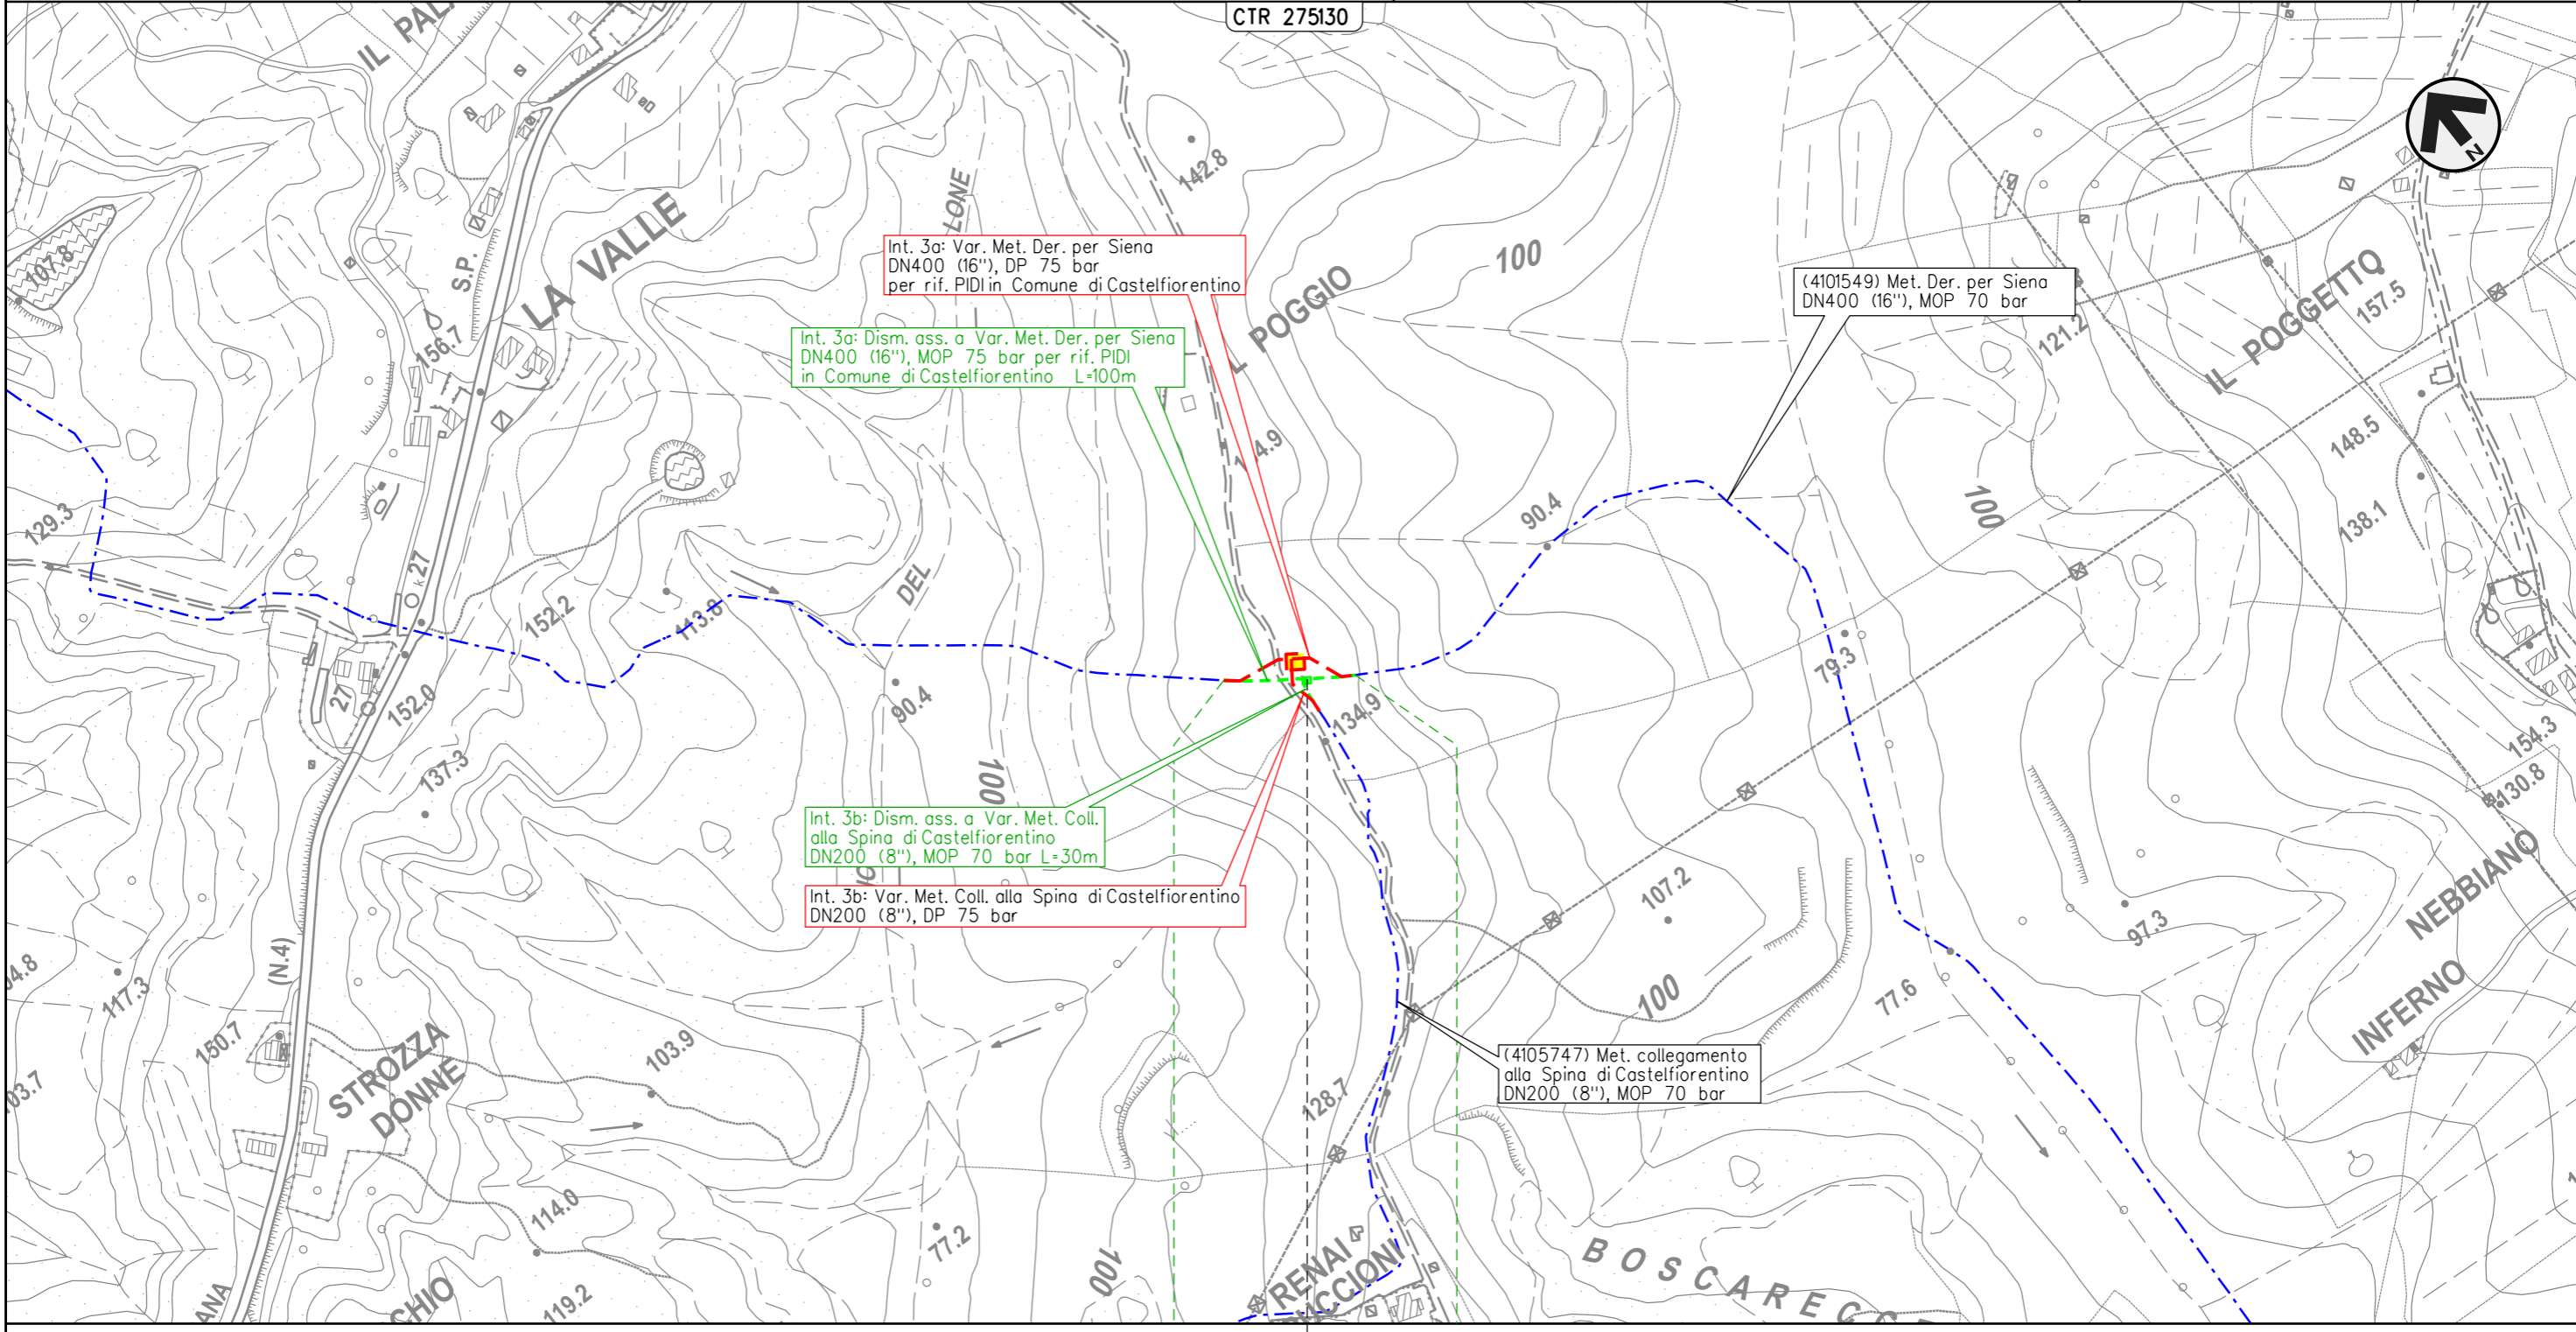 CTR 275130
IL
142.8
LONE
107.8
S.P.
LA VALLE
156.7
Int. 3a: Var. Met. Der. per Siena
DN400 (16"), DP 75 bar
per rif. PIDI in Comune di Castelfiorentino
100
(4101549) Met. Der. per Siena
DN400 (16"), MOP 70 bar
N
IL POGGETTO
157.5
121.2
Int. 3a: Dism. ass. a Var. Met. Der. per Siena
DN400 (16"), MOP 75 bar per rif. PIDI
in Comune di Castelfiorentino L=100m
POGGIO
148.5
138.1
129.3
90.4
100
k 27
152.2
113.8
DEL
27
152.0
90.4
134.9
79.3
137.3
100
154.3
130.8
Int. 3b: Dism. ass. a Var. Met. Coll.
alla Spina di Castelfiorentino
DN200 (8"), MOP 70 bar L=30m
Int. 3b: Var. Met. Coll. alla Spina di Castelfiorentino
DN200 (8"), DP 75 bar
107.2
97.3
NEBBIANO
INFERNO
(N.4)
117.3
100
77.6
150.7
STROZZA
DONNE
103.9
(4105747) Met. collegamento
alla Spina di Castelfiorentino
DN200 (8"), MOP 70 bar
128.7
114.0
77.2
100
119.2
RENAI